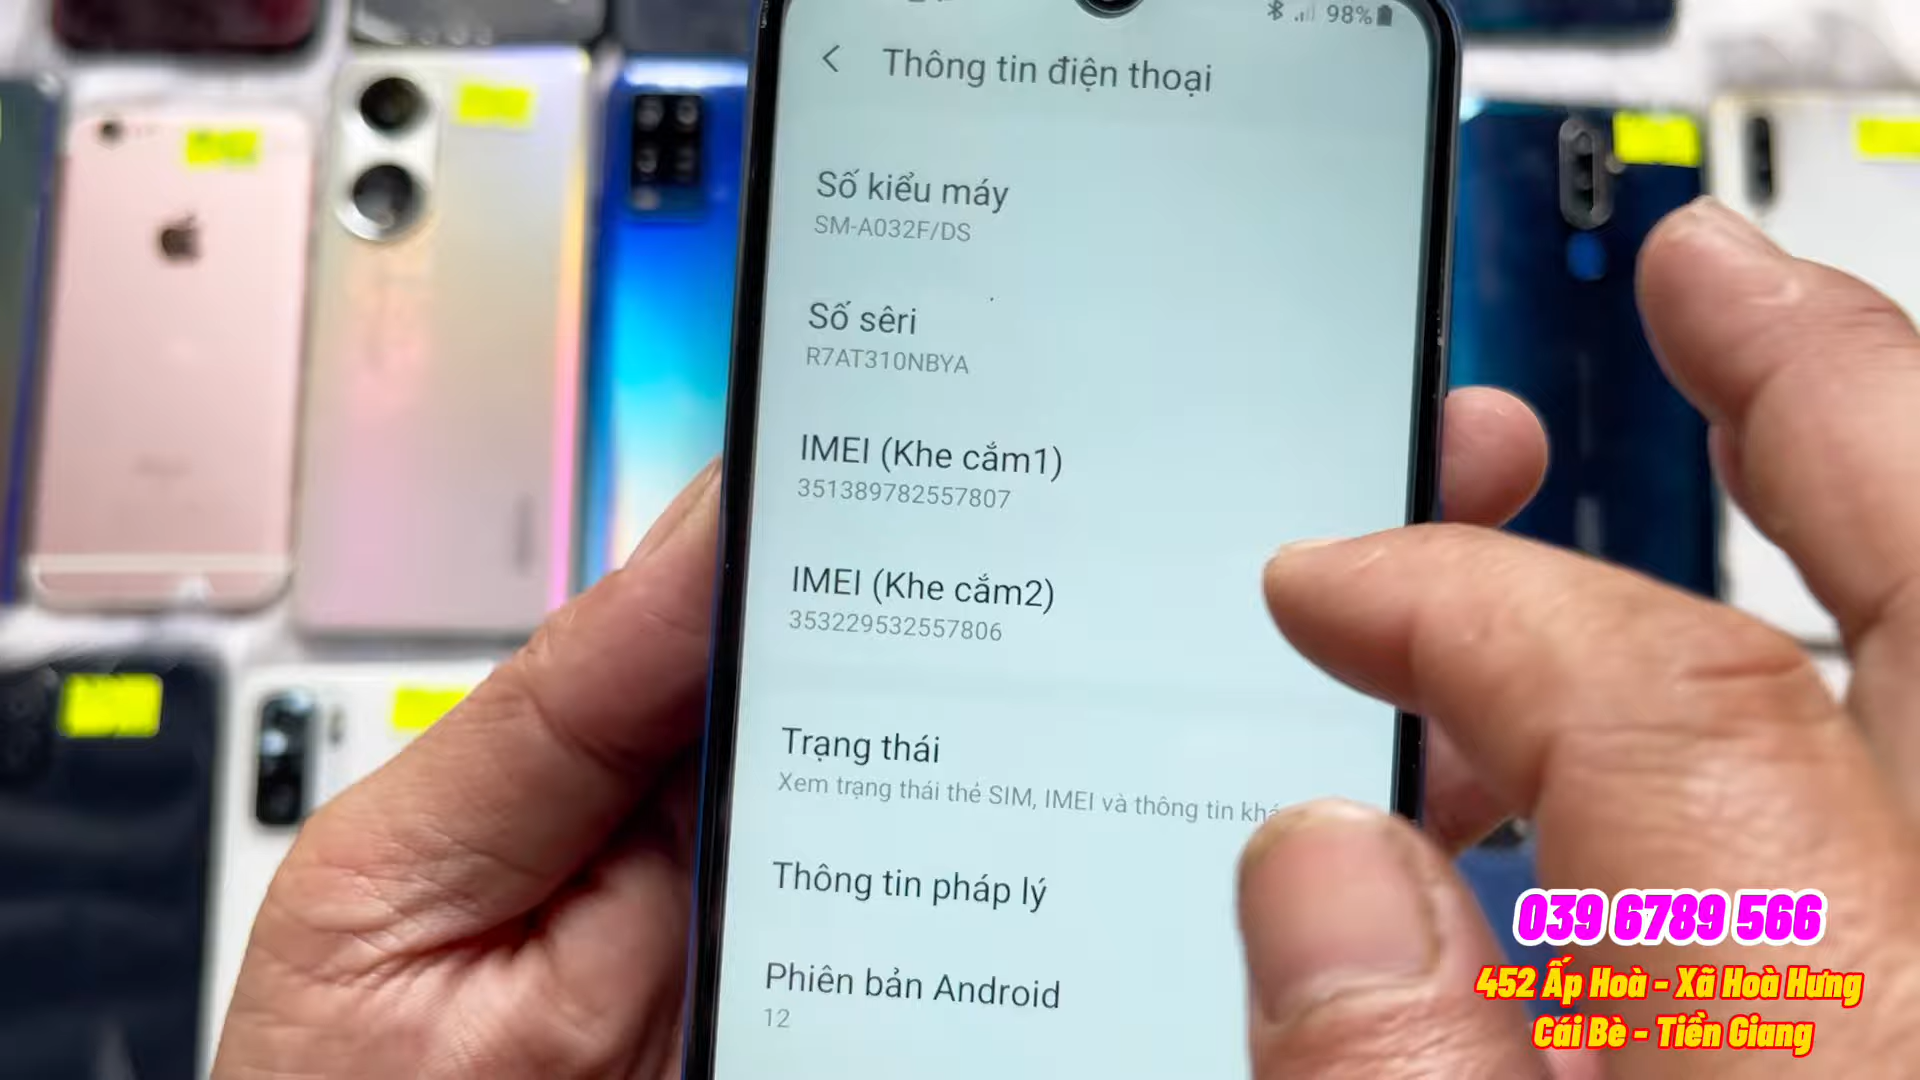 98%
Thông tin điện thoại
Số kiểu máy
SM-A032F/DS
Số sêri
R7AT310NBYA
IMEI (Khe cắm1)
351389782557807
IMEI (Khe cắm2)
353229532557806
Trạng thái
Xem trạng thái thẻ SIM, IMEI và thông tin khá
Thông tin pháp lý
Phiên bản Android
12
039 6789 566
452 Ấp Hoà - Xã Hoà Hưng
Cái Bè - Tiền Giang